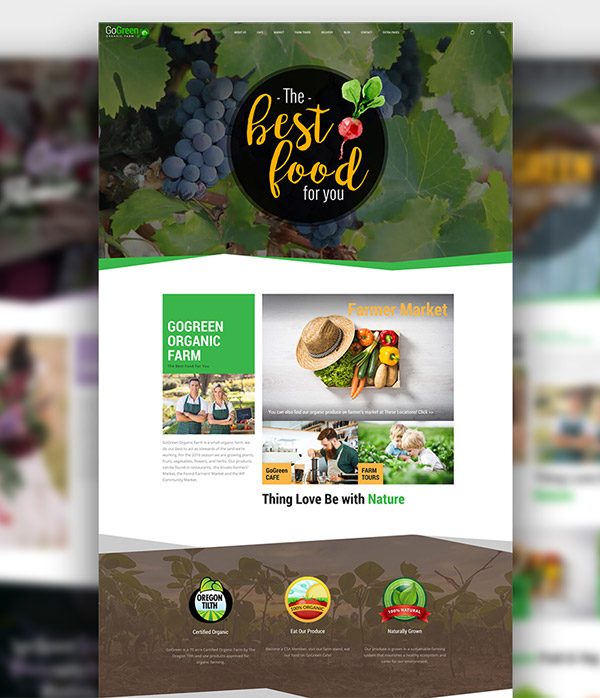 GoGreen
ORGANIC FARM
ABOUT US CAFE MARKET FARM TOURS DELIVERY BLOG CONTACT EXTRA PAGES
- The -
best
food
for you
GOGREEN
ORGANIC
FARM
The Best Food For You
Farmer Market
You can also find our organic produce on farmer's market at These Locations! Click >>
GoGreen
CAFE
FARM
TOURS
GoGreen Organic Farm is a small organic farm, we
do our best to act as stewards of the land we're
working. For the 2016 season we are growing plants,
fruits, vegetables, flowers, and herbs. Our products
can be found in restaurants, the
Market, the Forest Farmers' Market and the
Community Market.
Thing Love Be with Nature
OREGON
TILTH
100% ORGANIC
100% NATURAL
Certified Organic
Eat Our Produce
Naturally Grown
GoGreen is a 70 acre Certified Organic Farm by The
Oregon Tilth and use products approved for
organic farming.
Become a CSA Member, visit our farm stand, eat
our food on GoGreen Cafe!
Our produce is grown in a sustainable farming
system that nourishes a healthy ecosystem and
cares for our environment.